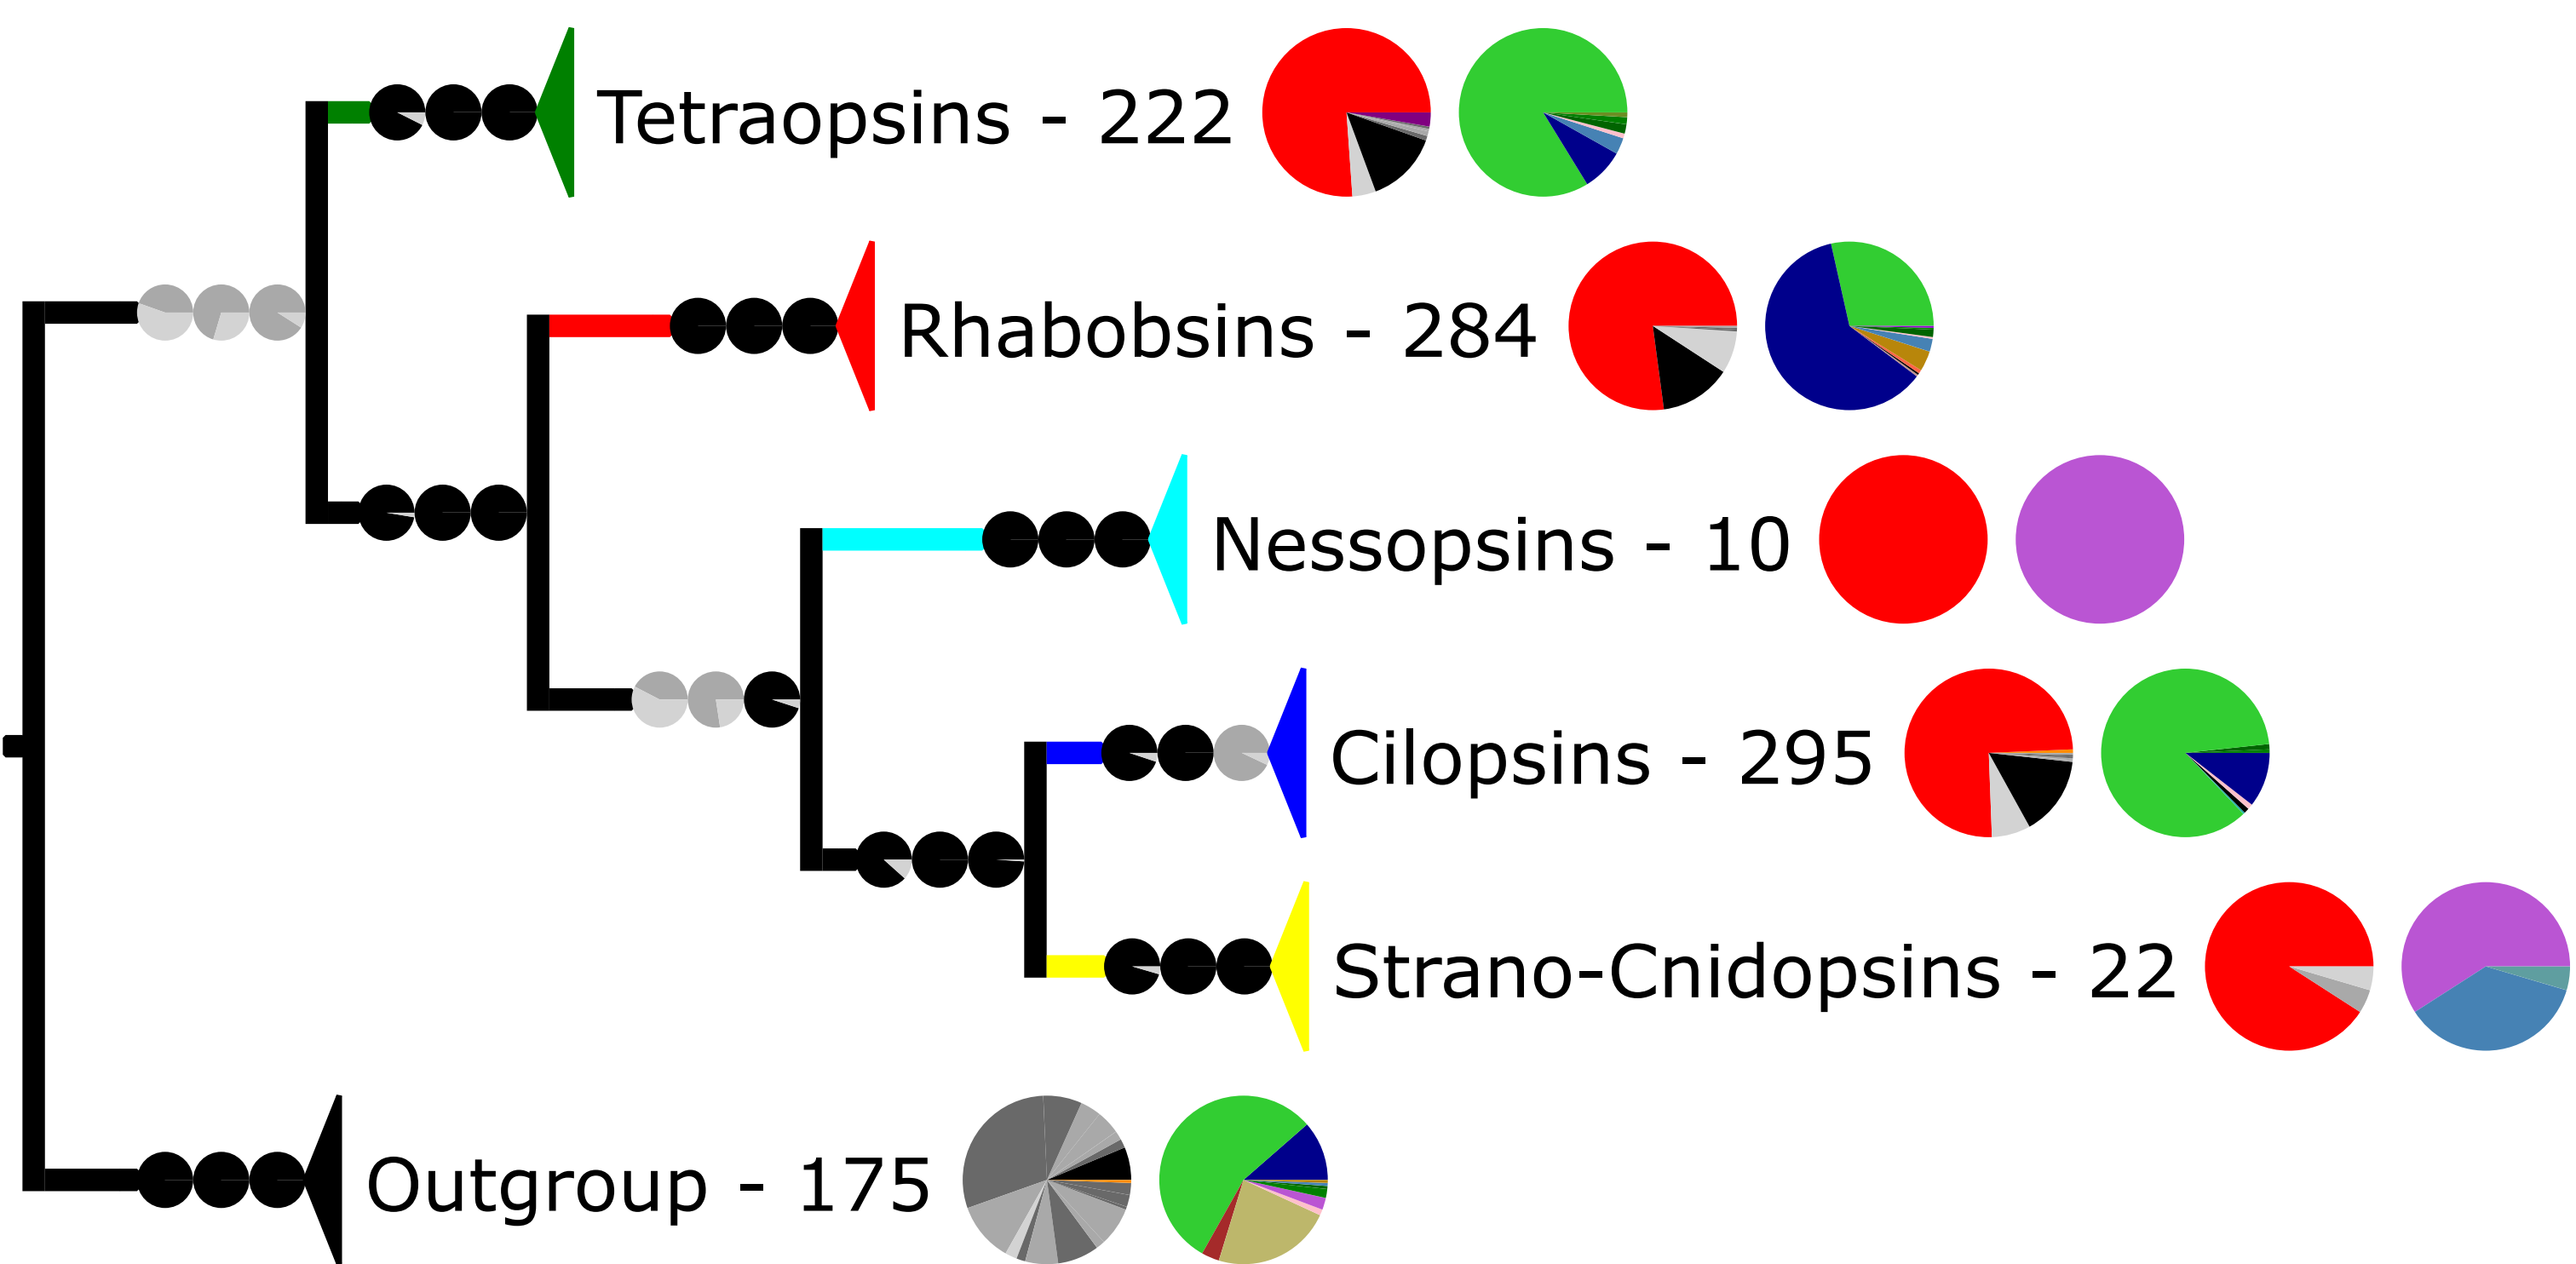 Tetraopsins - 222
Rhabobsins - 284
Nessopsins - 10
Cilopsins - 295
Strano-Cnidopsins - 22
Outgroup - 175